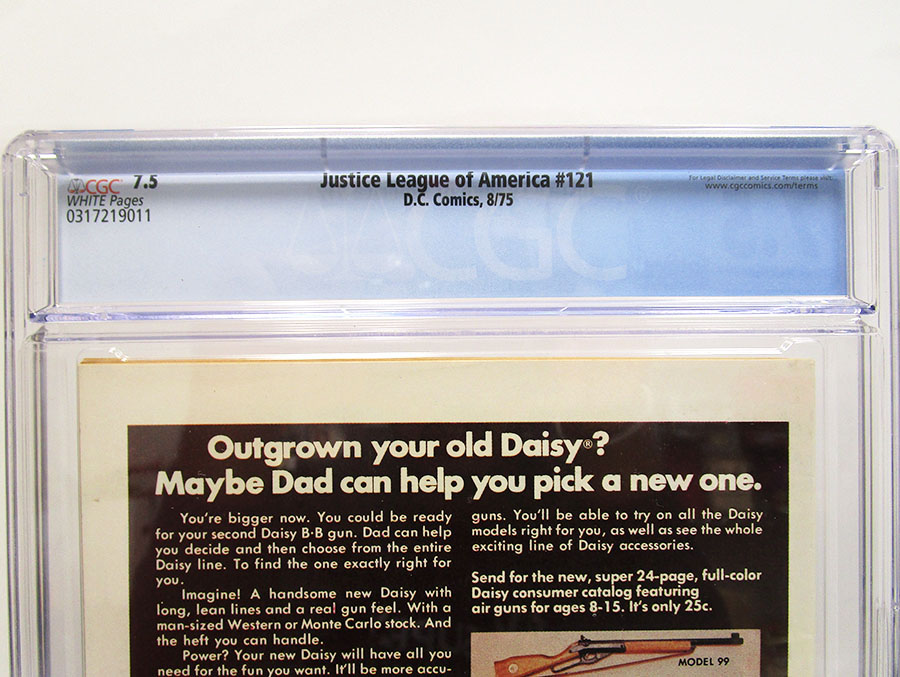 CGC 7.5
WHITE Pages
0317219011
Justice League of America #121
D.C. Comics, 8/75
For Legal Disclaimer and Service Terms please visit:
www.cgccomics.com/terms
CGC
Outgrown your old Daisy®?
Maybe Dad can help you pick a new one.
You're bigger now. You could be ready
for your second Daisy B·B gun. Dad can help
you decide and then choose from the entire
Daisy line. To find the one exactly right for
you.
Imagine! A handsome new Daisy with
long, lean lines and a real gun feel. With a
man-sized Western or Monte Carlo stock. And
the heft you can handle.
Power? Your new Daisy will have all you
need for the fun you want. It'll be more accu-
guns. You'll be able to try on all the Daisy
models right for you, as well as see the whole
exciting line of Daisy accessories.
Send for the new, super 24-page, full-color
Daisy consumer catalog featuring
air guns for ages 8-15. It's only 25c.
MODEL 99